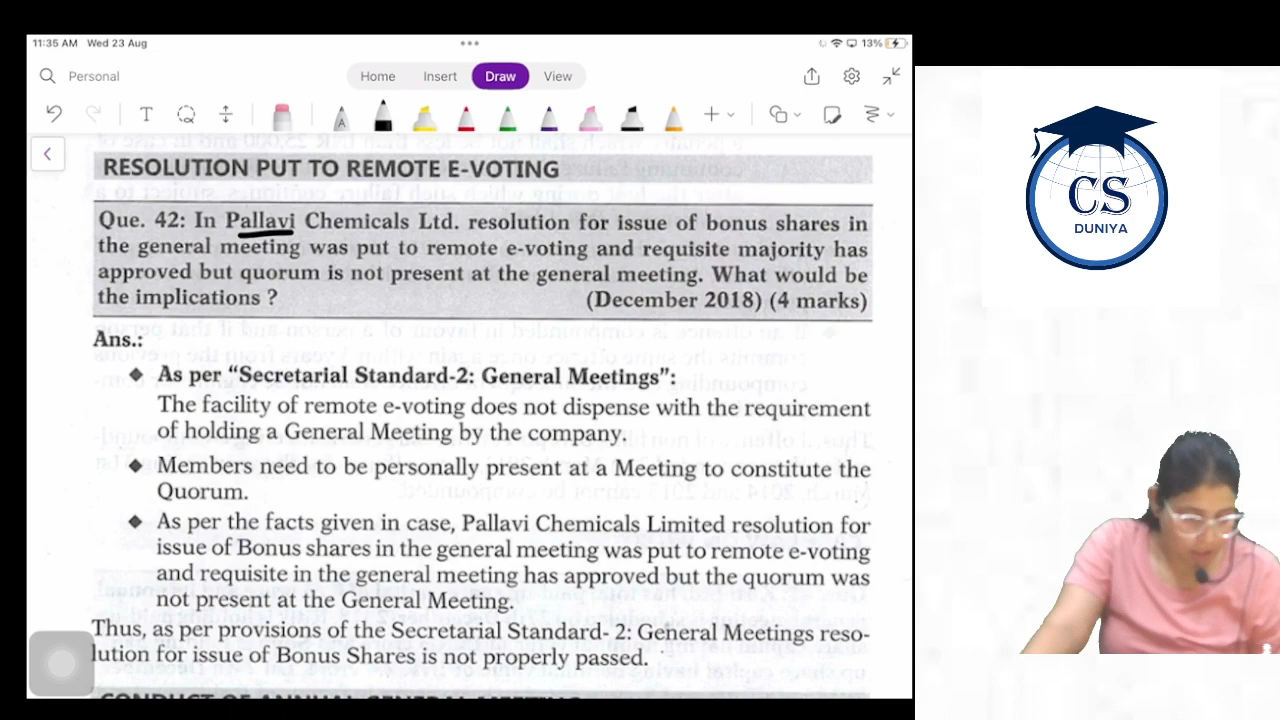 11:35 AM Wed 23 Aug
13%
Personal
Home Insert Draw View
T
A
RESOLUTION PUT TO REMOTE E-VOTING
Que. 42: In Pallavi Chemicals Ltd. resolution for issue of bonus shares in
the general meeting was put to remote e-voting and requisite majority has
approved but quorum is not present at the general meeting. What would be
the implications ? (December 2018) (4 marks)
Ans.:
◆ As per “Secretarial Standard-2: General Meetings”:
The facility of remote e-voting does not dispense with the requirement
of holding a General Meeting by the company.
◆ Members need to be personally present at a Meeting to constitute the
Quorum.
◆ As per the facts given in case, Pallavi Chemicals Limited resolution for
issue of Bonus shares in the general meeting was put to remote e-voting
and requisite in the general meeting has approved but the quorum was
not present at the General Meeting.
Thus, as per provisions of the Secretarial Standard- 2: General Meetings reso-
lution for issue of Bonus Shares is not properly passed.
CONDUCT OF ANNUAL GENERAL MEETING
CS
DUNIYA